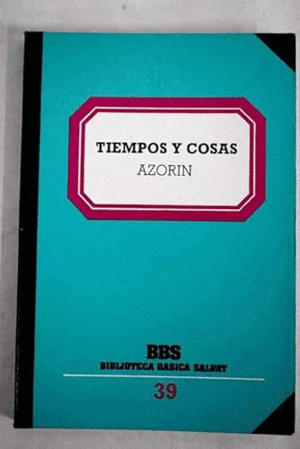 TIEMPOS Y COSAS
AZORIN
BBS
BIBLIOTECA BASICA SALVAT
39